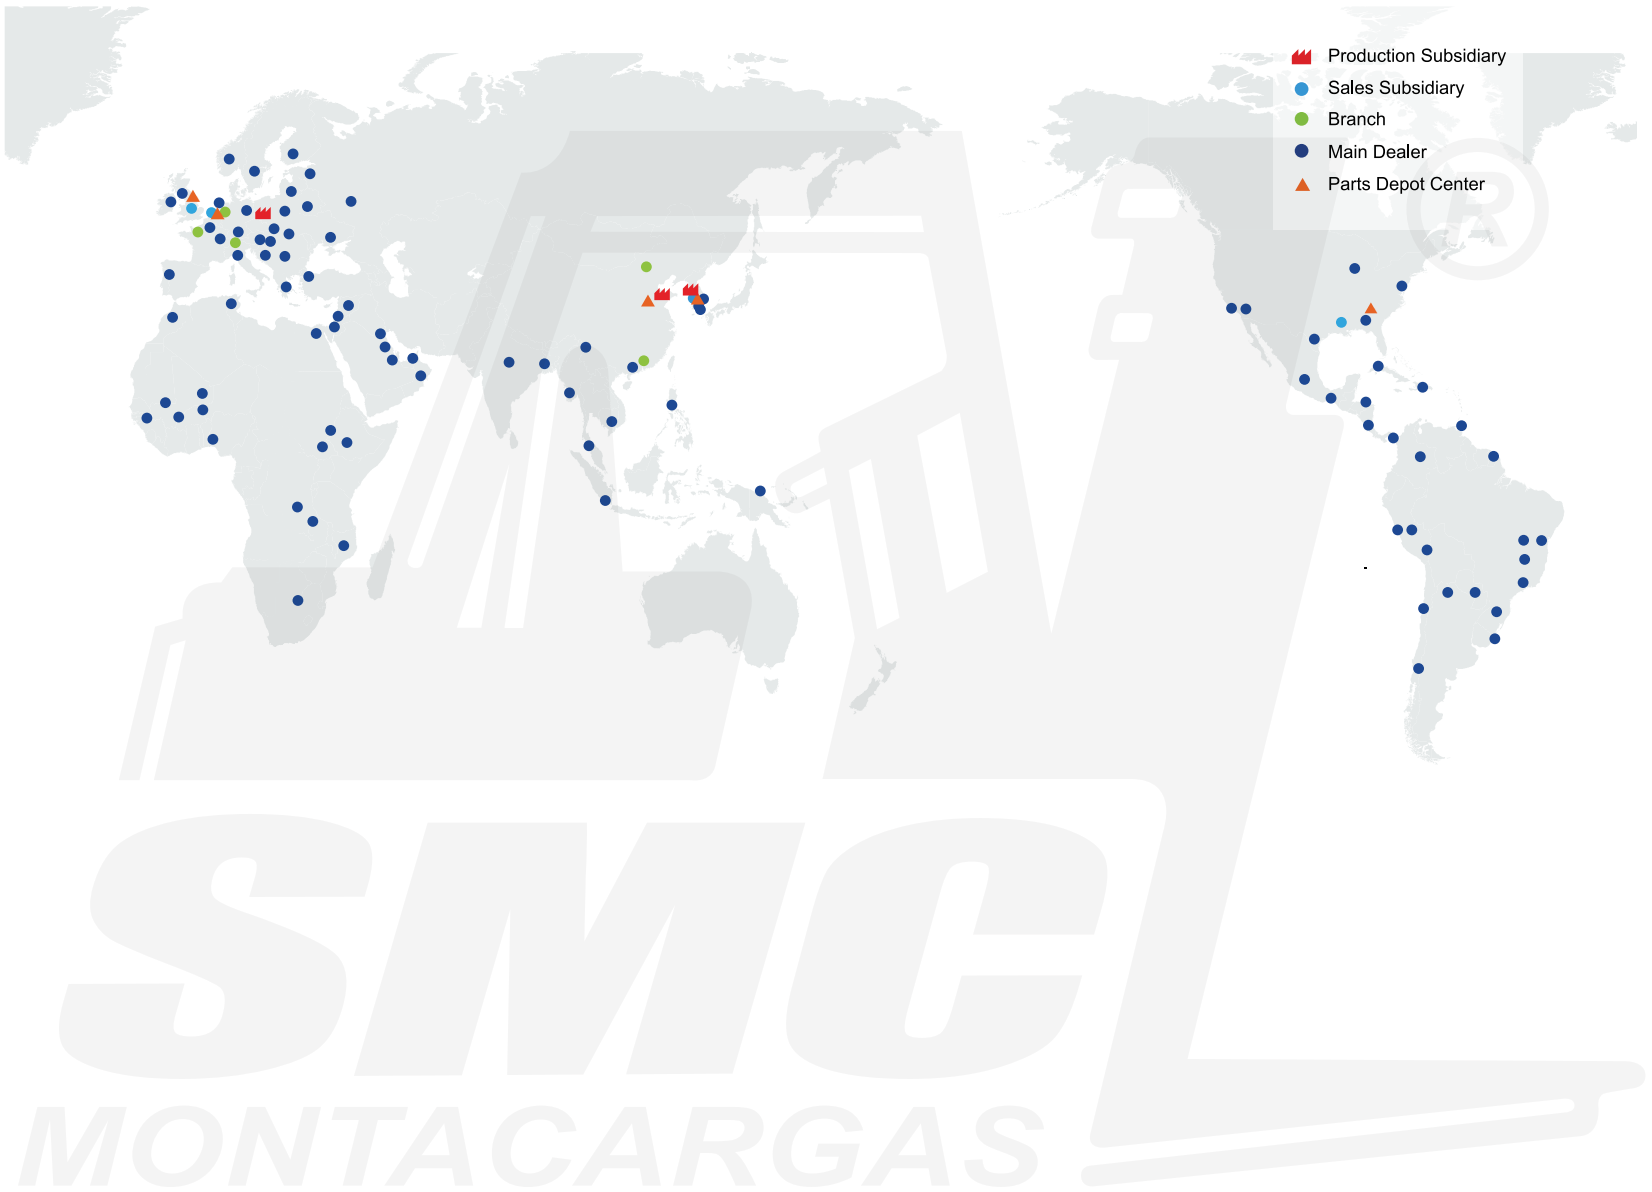 Production Subsidiary
Sales Subsidiary
Branch
Main Dealer
Parts Depot Center
®
SMC
MONTACARGAS